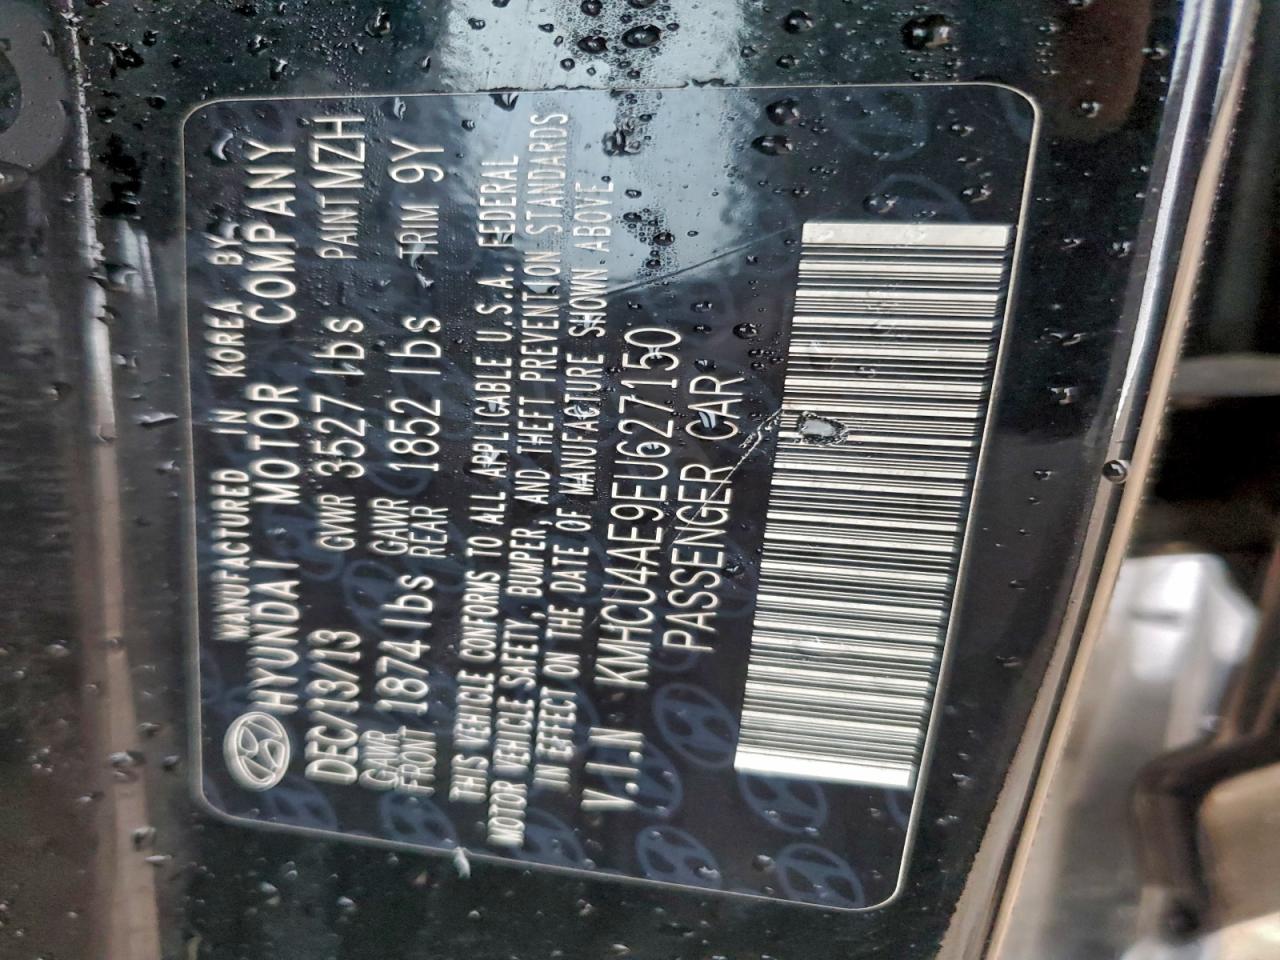 MANUFACTURED IN KOREA BY
HYUNDAI MOTOR COMPANY
DEC/13/13 GVWR 3527 lbs PAINT MZH
GAWR FRONT 1874 lbs GAWR REAR 1852 lbs TRIM 9Y
THIS VEHICLE CONFORMS TO ALL APPLICABLE U.S.A. FEDERAL
MOTOR VEHICLE SAFETY, BUMPER, AND THEFT PREVENTION STANDARDS
IN EFFECT ON THE DATE OF MANUFACTURE SHOWN ABOVE
V.I.N KMHCU4AE9EU627150
PASSENGER CAR